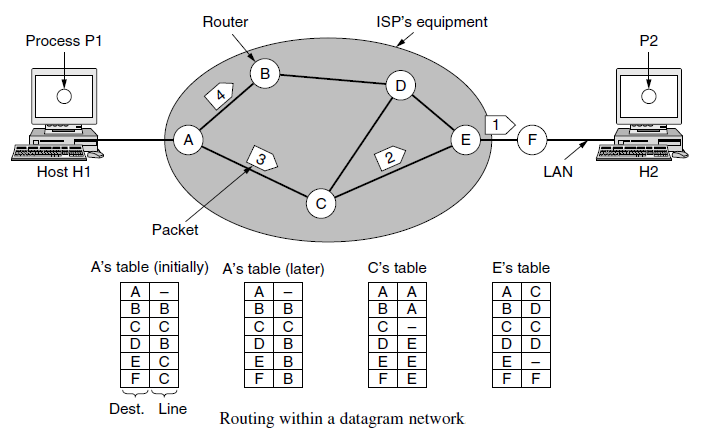 Router
ISP's equipment
Process P1
P2
B
D
4
1
A
E
F
3
2
Host H1
LAN
H2
C
Packet
A's table (initially)
A –
B B
C C
D B
E C
F C
Dest. Line
A's table (later)
A –
B B
C C
D B
E B
F B
C's table
A A
B A
C –
D E
E E
F E
E's table
A C
B D
C C
D D
E –
F F
Routing within a datagram network